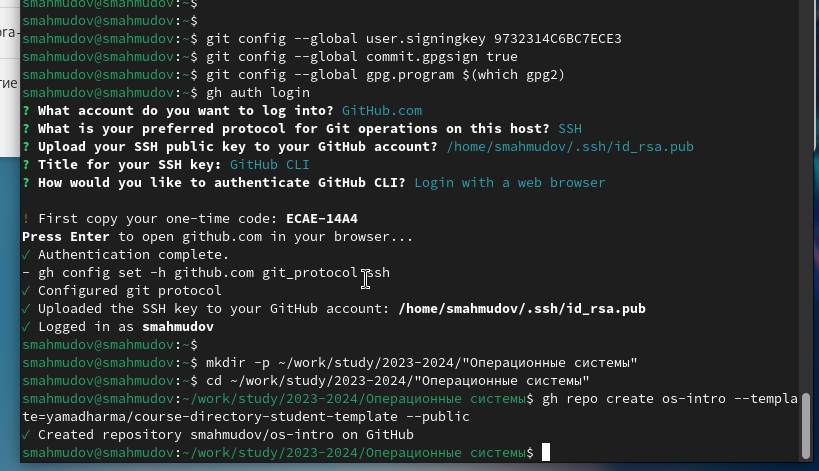 smahmudov@smahmudov:~$
smahmudov@smahmudov:~$
smahmudov@smahmudov:~$ git config --global user.signingkey 9732314C6BC7ECE3
smahmudov@smahmudov:~$ git config --global commit.gpgsign true
smahmudov@smahmudov:~$ git config --global gpg.program $(which gpg2)
smahmudov@smahmudov:~$ gh auth login
? What account do you want to log into? GitHub.com
? What is your preferred protocol for Git operations on this host? SSH
? Upload your SSH public key to your GitHub account? /home/smahmudov/.ssh/id_rsa.pub
? Title for your SSH key: GitHub CLI
? How would you like to authenticate GitHub CLI? Login with a web browser
! First copy your one-time code: ECAE-14A4
Press Enter to open github.com in your browser...
✓ Authentication complete.
- gh config set -h github.com git_protocol ssh
✓ Configured git protocol
✓ Uploaded the SSH key to your GitHub account: /home/smahmudov/.ssh/id_rsa.pub
✓ Logged in as smahmudov
smahmudov@smahmudov:~$
smahmudov@smahmudov:~$ mkdir -p ~/work/study/2023-2024/"Операционные системы"
smahmudov@smahmudov:~$ cd ~/work/study/2023-2024/"Операционные системы"
smahmudov@smahmudov:~/work/study/2023-2024/Операционные системы$ gh repo create os-intro --templa
te=yamadharma/course-directory-student-template --public
✓ Created repository smahmudov/os-intro on GitHub
smahmudov@smahmudov:~/work/study/2023-2024/Операционные системы$